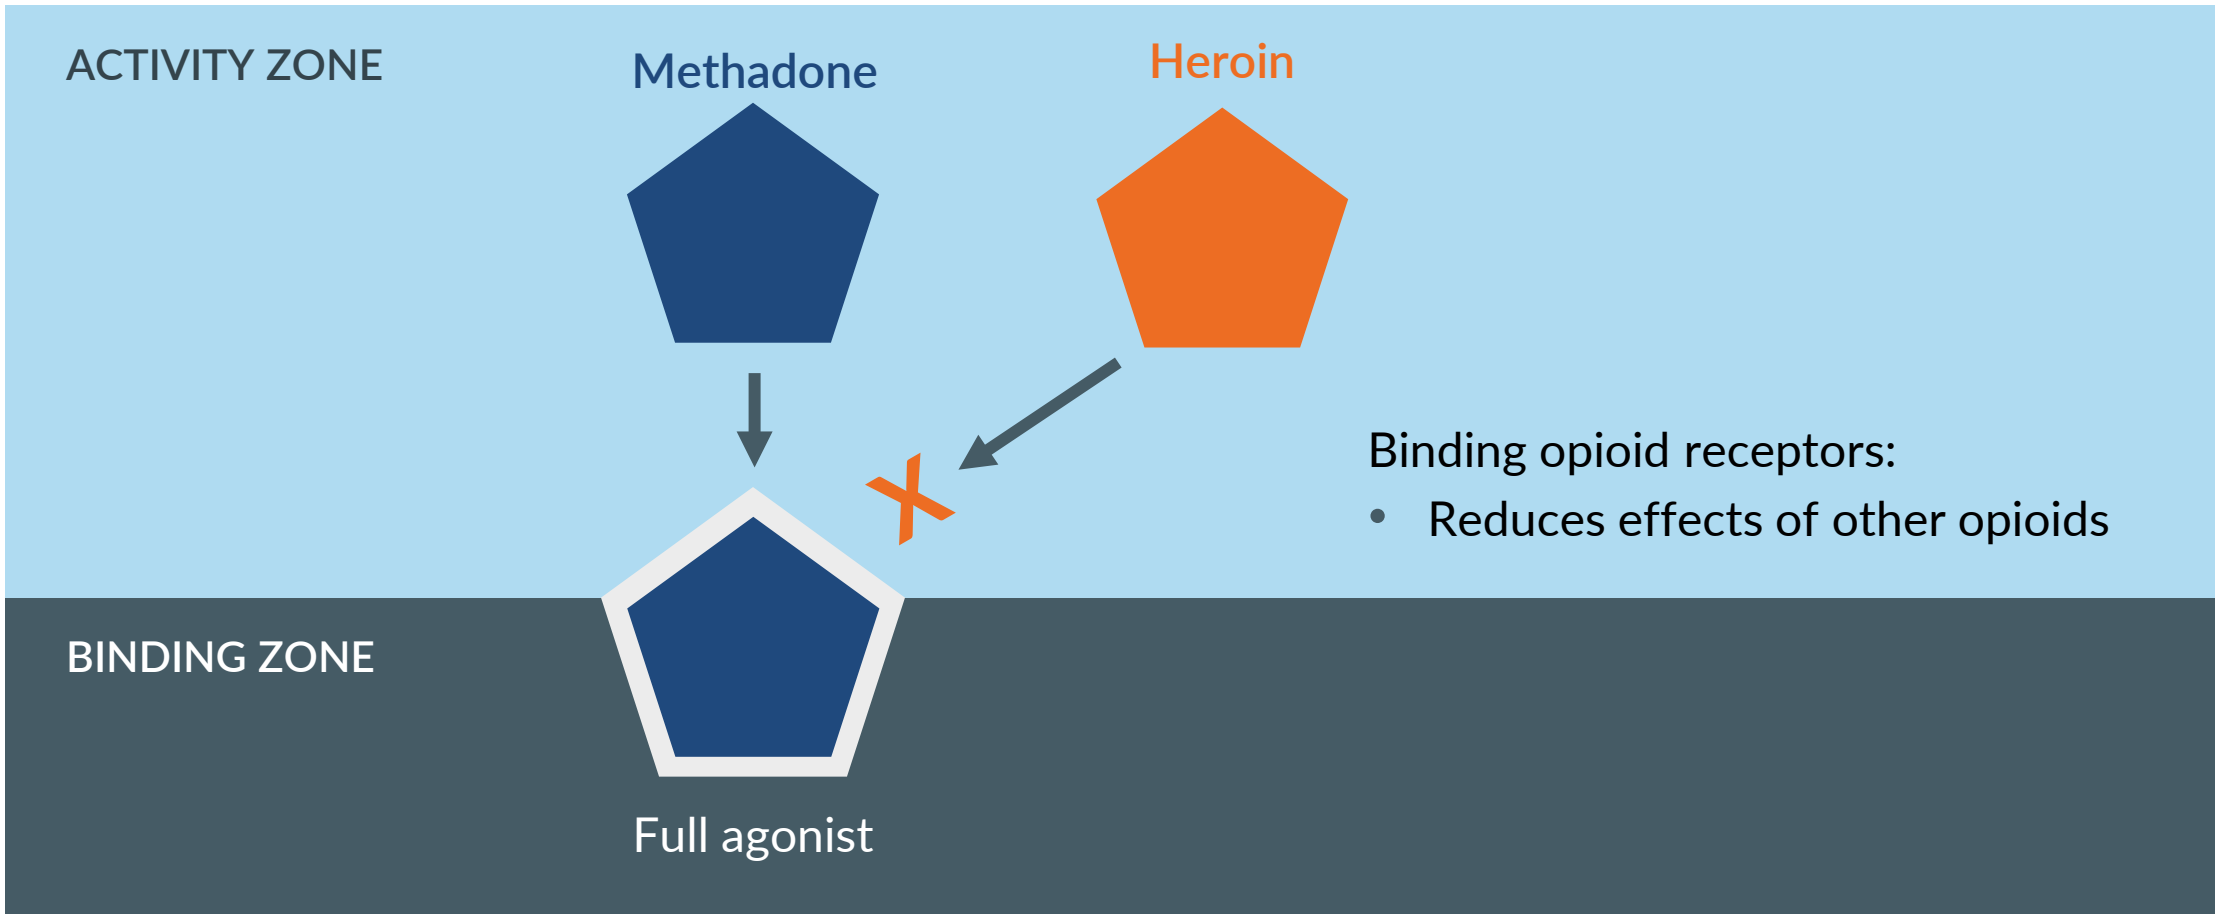 ACTIVITY ZONE
Methadone
Heroin
X
Binding opioid receptors:
• Reduces effects of other opioids
BINDING ZONE
Full agonist